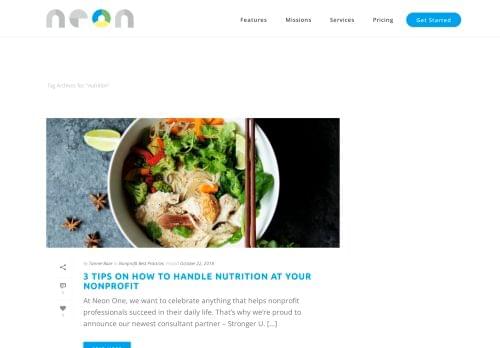 neon
Features Missions Services Pricing Get Started
Tag Archives for: "nutrition"
By Tanner Base In Nonprofit Best Practices Posted October 22, 2018
3 TIPS ON HOW TO HANDLE NUTRITION AT YOUR
NONPROFIT
At Neon One, we want to celebrate anything that helps nonprofit
professionals succeed in their daily life. That's why we're proud to
announce our newest consultant partner – Stronger U. [...]